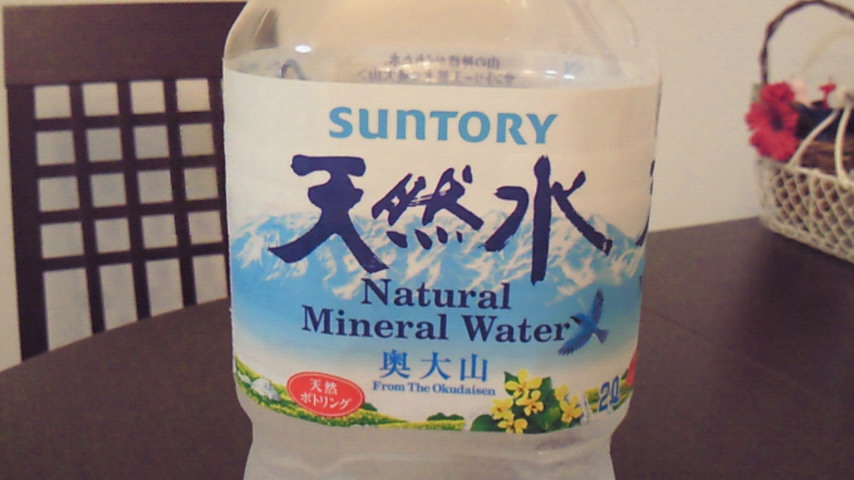 SUNTORY
天然水
Natural
Mineral Water
奥大山
From The Okudaisen
天然
ボトリング
2ℓ